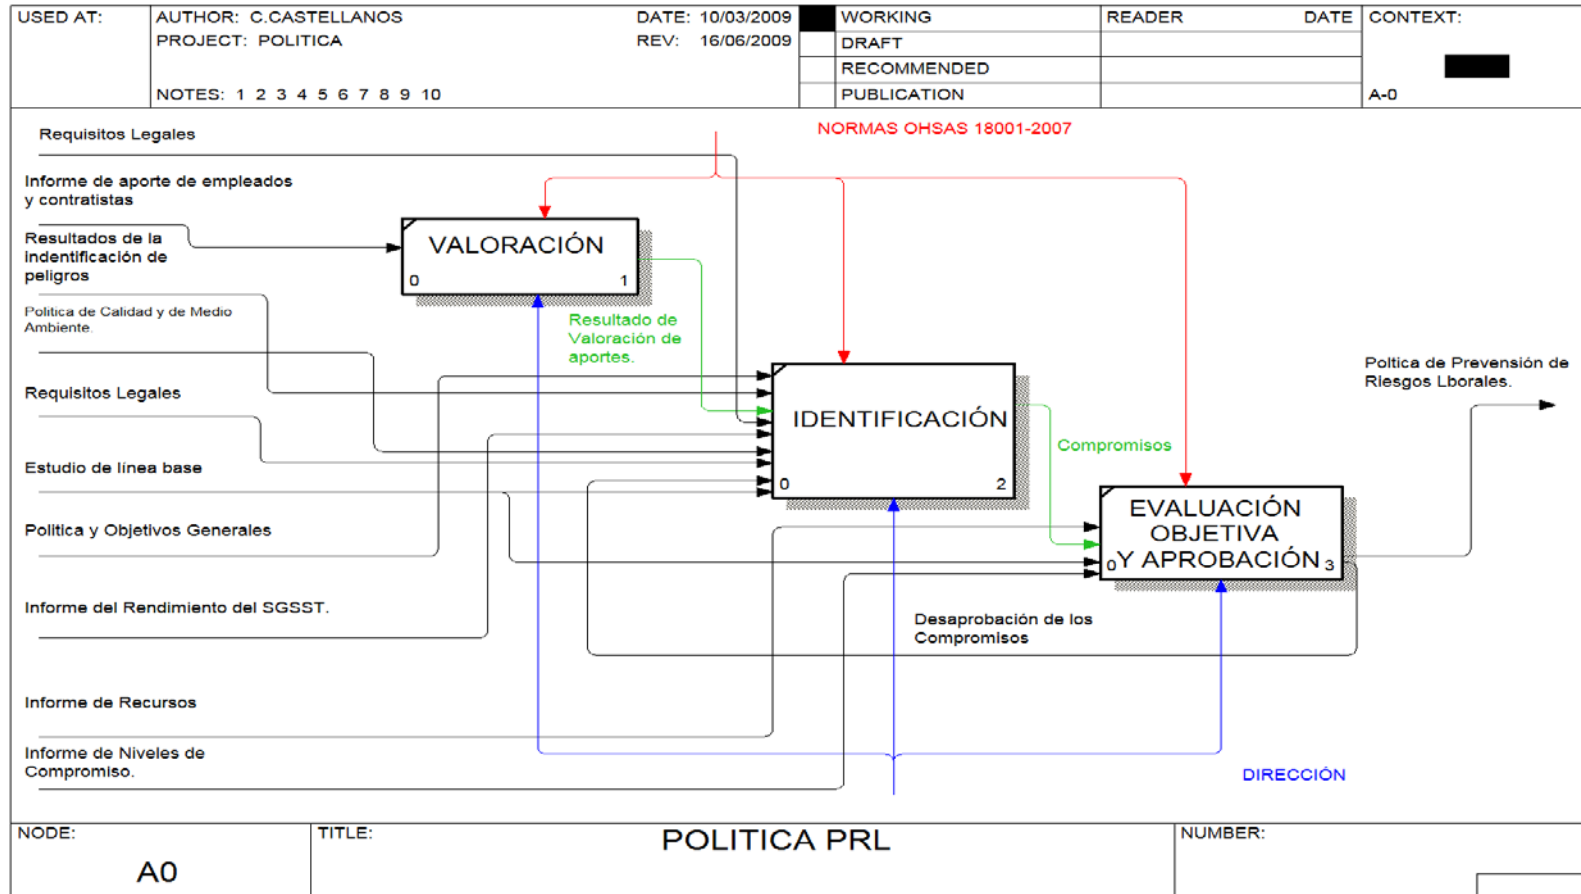 USED AT:
AUTHOR: C.CASTELLANOS
DATE: 10/03/2009
WORKING
READER
DATE
CONTEXT:
PROJECT: POLITICA
REV: 16/06/2009
DRAFT
RECOMMENDED
NOTES: 1 2 3 4 5 6 7 8 9 10
PUBLICATION
A-0
Requisitos Legales
NORMAS OHSAS 18001-2007
Informe de aporte de empleados
y contratistas
Resultados de la
indentificación de
peligros
Politica de Calidad y de Medio
Ambiente.
Requisitos Legales
Estudio de línea base
Politica y Objetivos Generales
Informe del Rendimiento del SGSST.
Informe de Recursos
Informe de Niveles de
Compromiso.
VALORACIÓN
0
1
Resultado de
Valoración de
aportes.
IDENTIFICACIÓN
0
2
Compromisos
EVALUACIÓN
OBJETIVA
Y APROBACIÓN
0
3
Poltica de Prevensión de
RIesgos Lborales.
Desaprobación de los
Compromisos
DIRECCIÓN
NODE:
A0
TITLE:
POLITICA PRL
NUMBER: